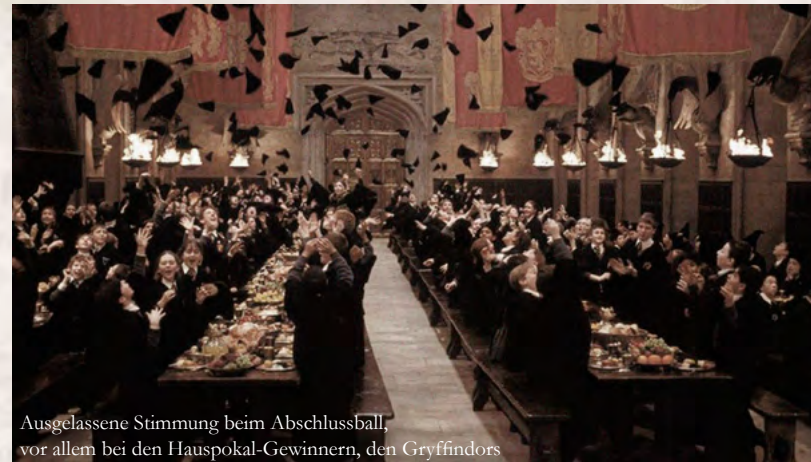 Ausgelassene Stimmung beim Abschlussball,
vor allem bei den Hauspokal-Gewinnern, den Gryffindors